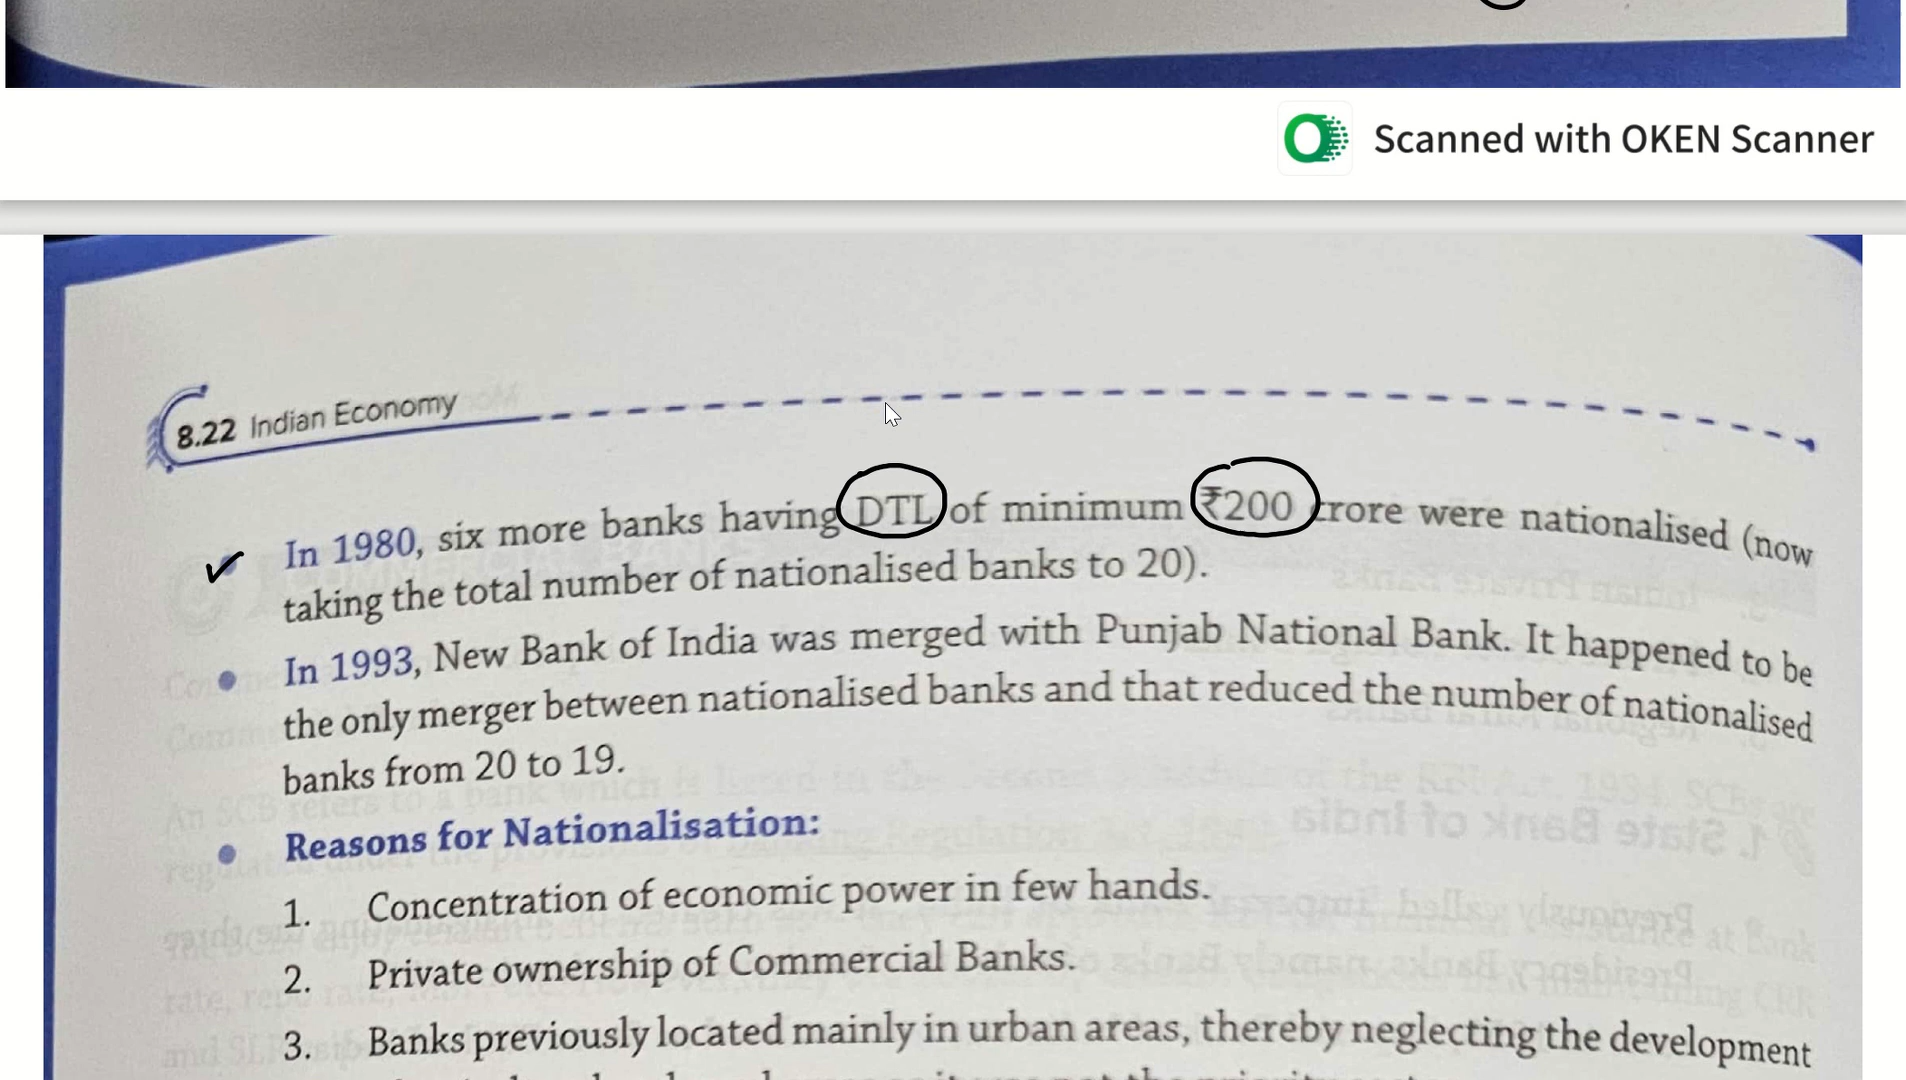 Scanned with OKEN Scanner
8.22 Indian Economy
In 1980, six more banks having DTL of minimum ₹200 crore were nationalised (now
taking the total number of nationalised banks to 20).
• In 1993, New Bank of India was merged with Punjab National Bank. It happened to be
the only merger between nationalised banks and that reduced the number of nationalised
banks from 20 to 19.
• Reasons for Nationalisation:
1. Concentration of economic power in few hands.
2. Private ownership of Commercial Banks.
3. Banks previously located mainly in urban areas, thereby neglecting the development